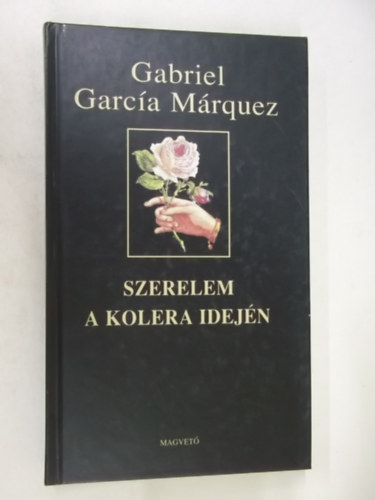 Gabriel
García Márquez
SZERELEM
A KOLERA IDEJÉN
MAGVETŐ